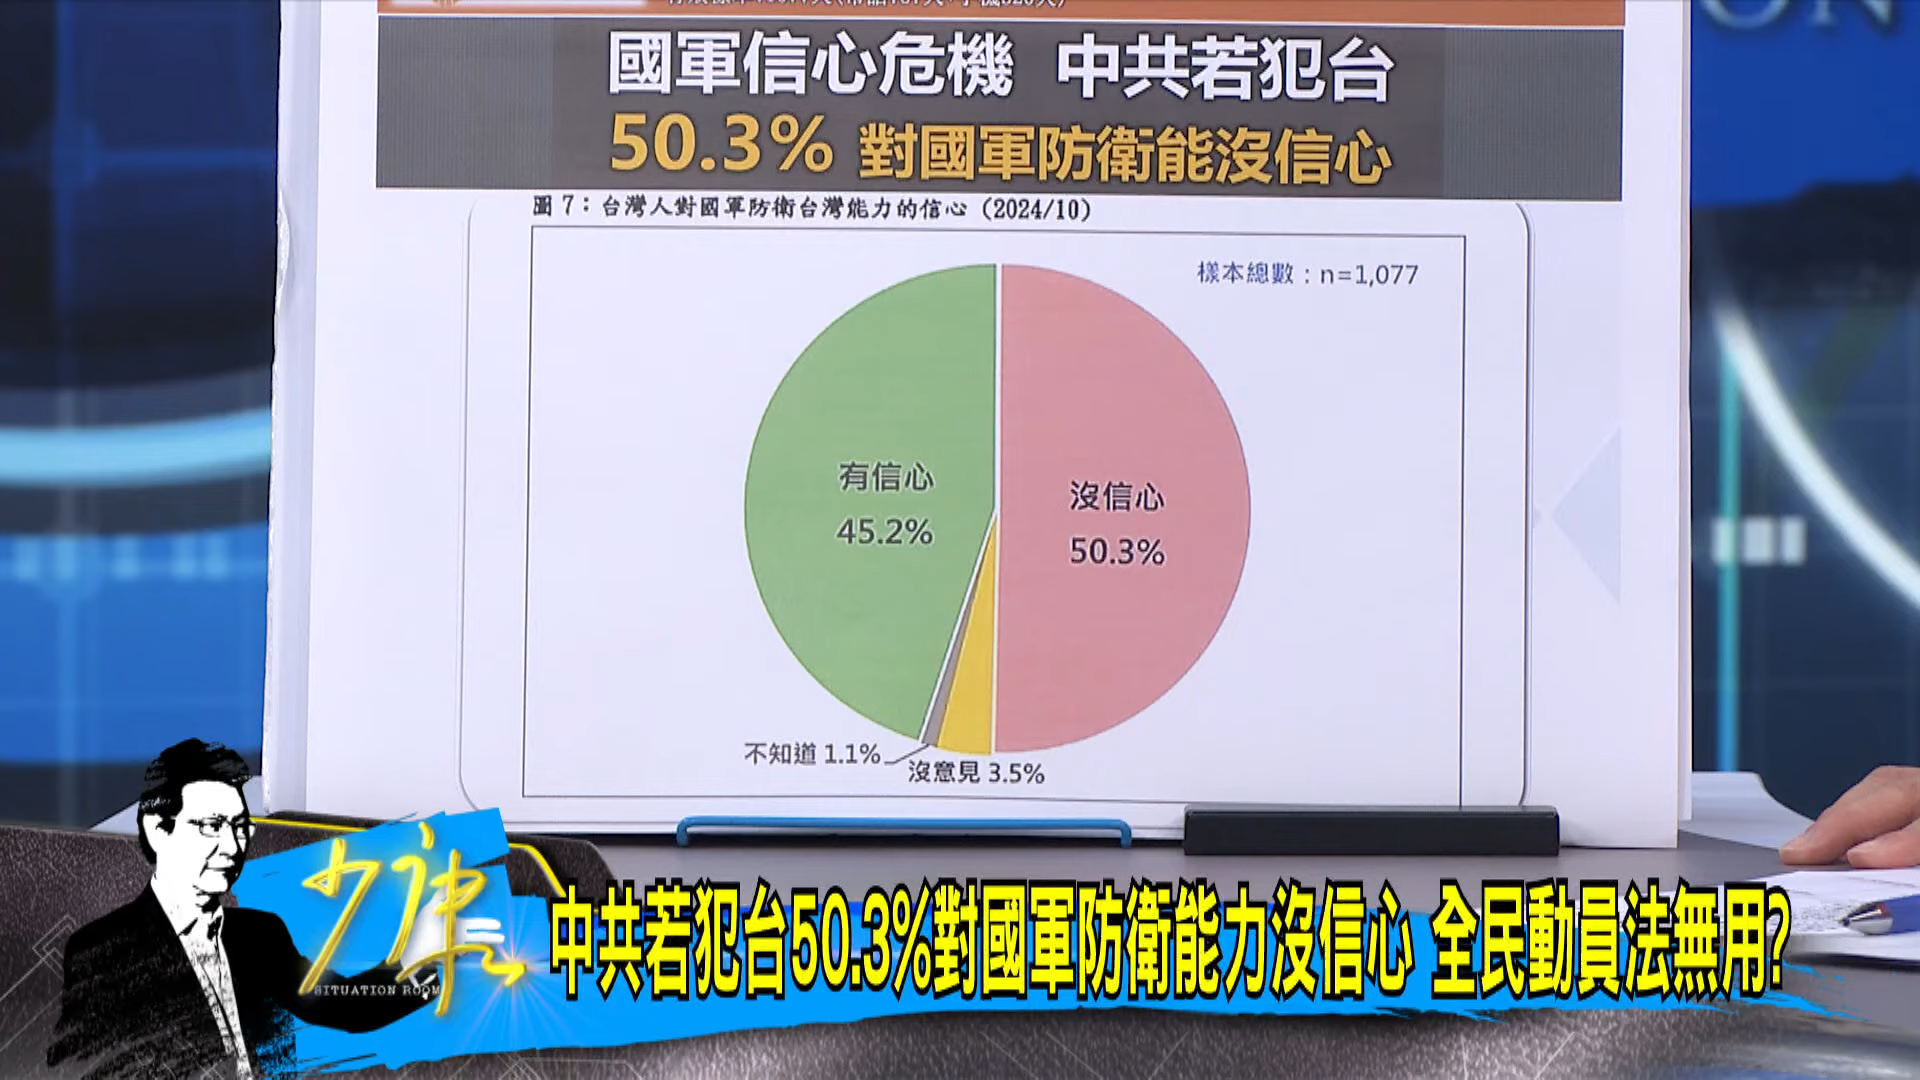 國軍信心危機 中共若犯台
50.3% 對國軍防衛能沒信心
圖 7：台灣人對國軍防衛台灣能力的信心 (2024/10)
樣本總數：n=1,077
有信心
45.2%
沒信心
50.3%
不知道 1.1%
沒意見 3.5%
少康
SITUATION ROOM
中共若犯台50.3%對國軍防衛能力沒信心 全民動員法無用?